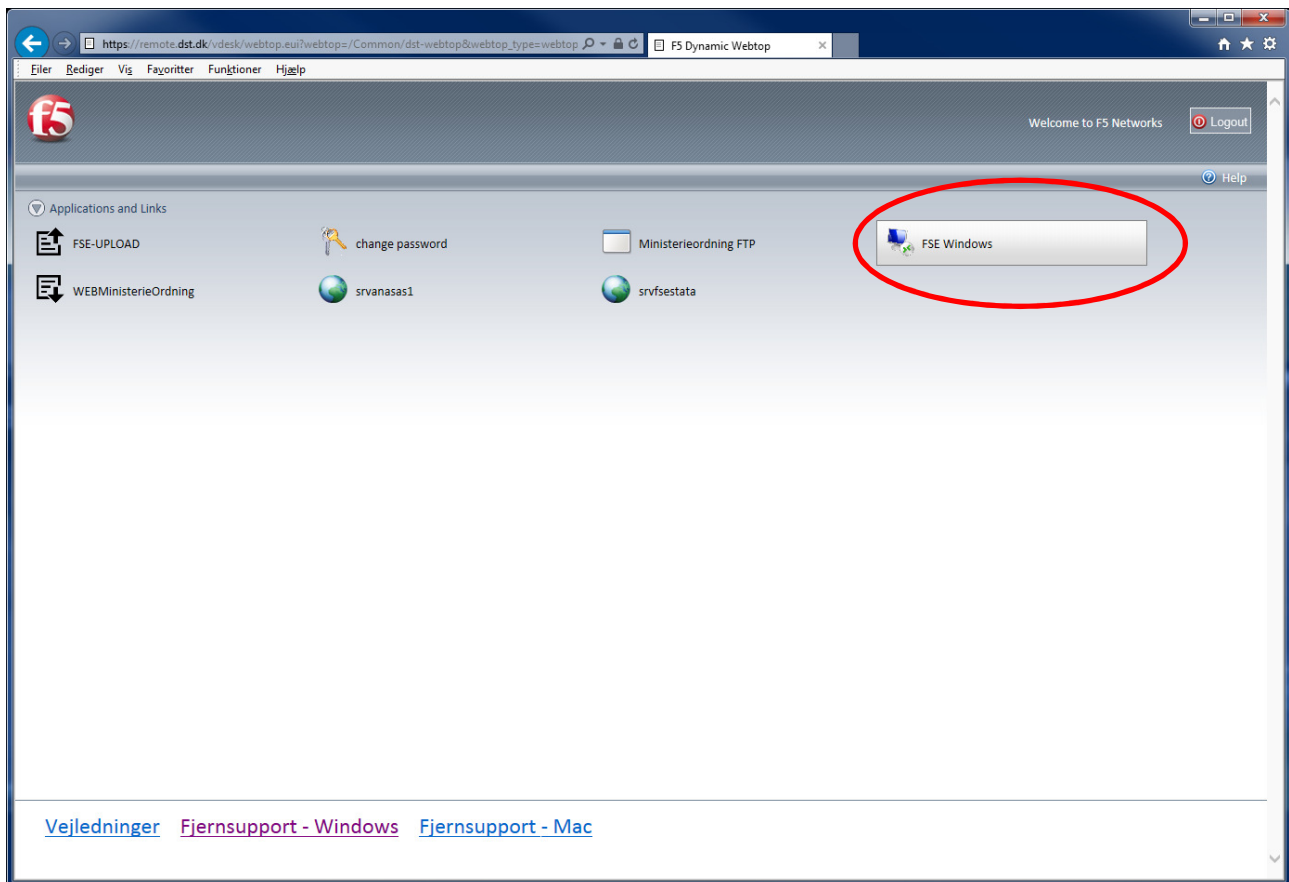 https://remote.dst.dk/vdesk/webtop.eui?webtop=/Common/dst-webtop&webtop_type=webtop
F5 Dynamic Webtop
Filer Rediger Vis Favoritter Funktioner Hjælp
f5
Welcome to F5 Networks
Logout
Help
Applications and Links
FSE-UPLOAD
change password
Ministerieordning FTP
FSE Windows
WEBMinisterieOrdning
srvanasas1
srvfsestata
Vejledninger Fjernsupport - Windows Fjernsupport - Mac